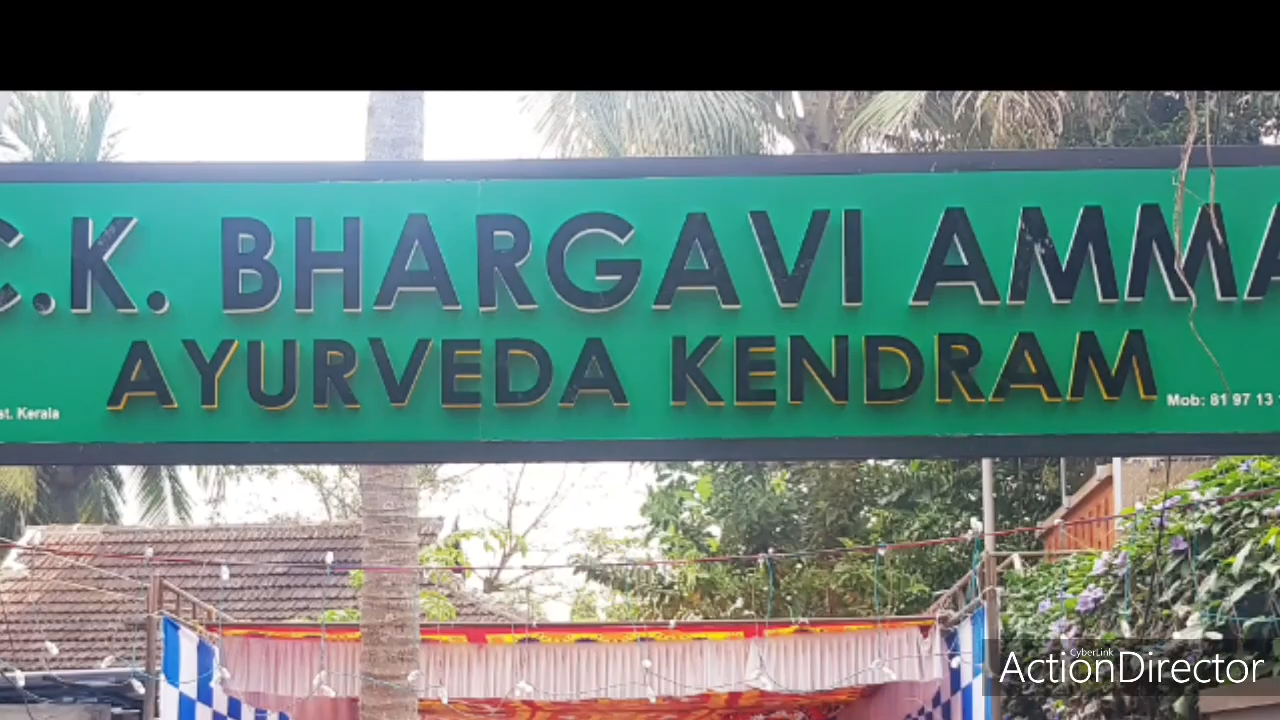 C.K. BHARGAVI AMMA
AYURVEDA KENDRAM
st. Kerala
Mob: 81 97 13
CyberLink
ActionDirector